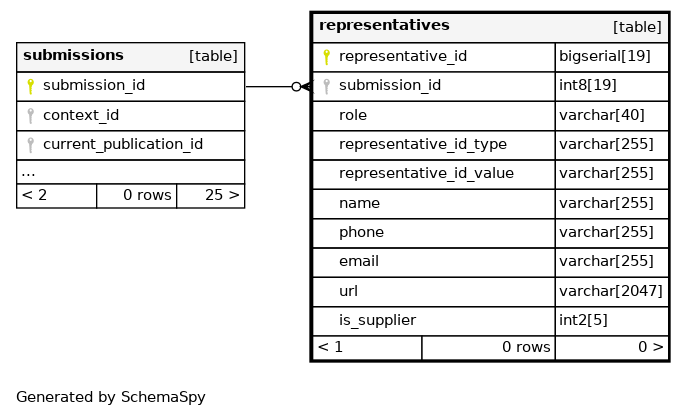 submissions [table]
submission_id
context_id
current_publication_id
...
< 2 0 rows 25 >
representatives [table]
representative_id bigserial[19]
submission_id int8[19]
role varchar[40]
representative_id_type varchar[255]
representative_id_value varchar[255]
name varchar[255]
phone varchar[255]
email varchar[255]
url varchar[2047]
is_supplier int2[5]
< 1 0 rows 0 >
Generated by SchemaSpy